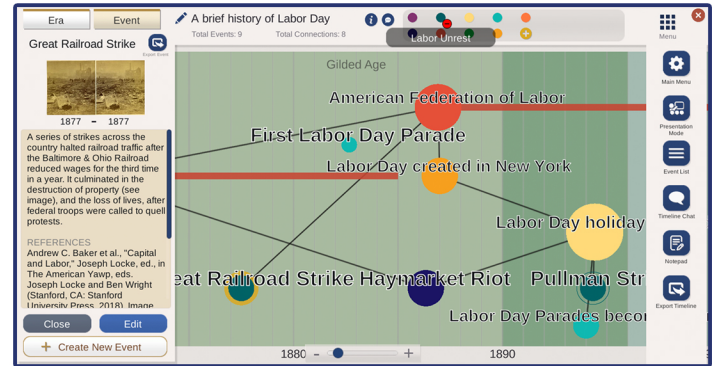 Era
Event
A brief history of Labor Day
Total Events: 9
Total Connections: 8
Labor Unrest
Menu
Great Railroad Strike
Export Event
1877 - 1877
A series of strikes across the
country halted railroad traffic after
the Baltimore & Ohio Railroad
reduced wages for the third time
in a year. It culminated in the
destruction of property (see
image), and the loss of lives, after
federal troops were called to quell
protests.
REFERENCES
Andrew C. Baker et al., "Capital
and Labor," Joseph Locke, ed., in
The American Yawp, eds.
Joseph Locke and Ben Wright
(Stanford, CA: Stanford
University Press, 2018). Image
Close
Edit
+ Create New Event
Gilded Age
American Federation of Labor
First Labor Day Parade
Labor Day created in New York
Labor Day holiday
eat Railroad Strike
Haymarket Riot
Pullman Str
Labor Day Parades becor
1880
- +
1890
Main Menu
Presentation
Mode
Event List
Timeline Chat
Notepad
Export Timeline